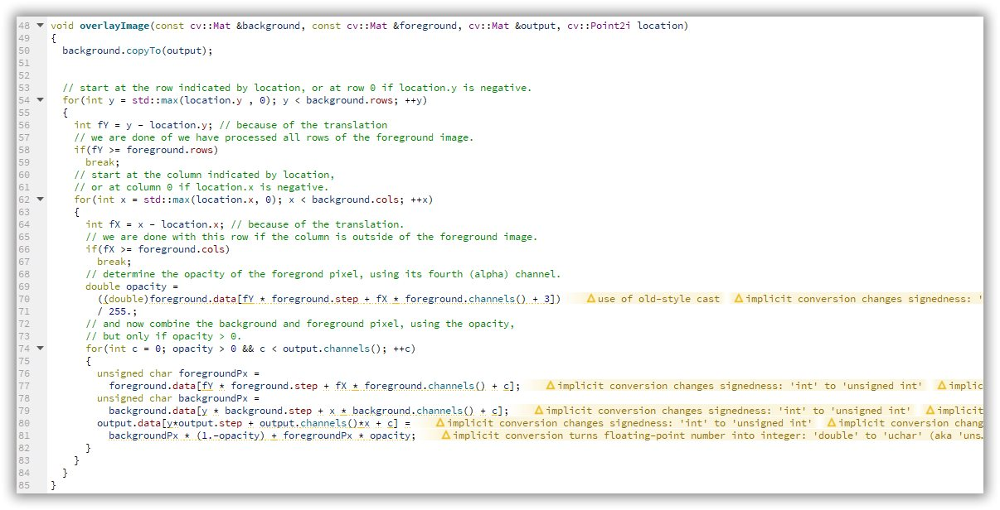 48 void overlayImage(const cv::Mat &background, const cv::Mat &foreground, cv::Mat &output, cv::Point2i location)
49 {
50 background.copyTo(output);
51
52
53 // start at the row indicated by location, or at row 0 if location.y is negative.
54 for(int y = std::max(location.y , 0); y < background.rows; ++y)
55 {
56 int fY = y - location.y; // because of the translation
57 // we are done of we have processed all rows of the foreground image.
58 if(fY >= foreground.rows)
59 break;
60 // start at the column indicated by location,
61 // or at column 0 if location.x is negative.
62 for(int x = std::max(location.x, 0); x < background.cols; ++x)
63 {
64 int fX = x - location.x; // because of the translation.
65 // we are done with this row if the column is outside of the foreground image.
66 if(fX >= foreground.cols)
67 break;
68 // determine the opacity of the foregrond pixel, using its fourth (alpha) channel.
69 double opacity =
70 ((double)foreground.data[fY * foreground.step + fX * foreground.channels() + 3]) use of old-style cast implicit conversion changes signedness: '
71 / 255.;
72 // and now combine the background and foreground pixel, using the opacity,
73 // but only if opacity > 0.
74 for(int c = 0; opacity > 0 && c < output.channels(); ++c)
75 {
76 unsigned char foregroundPx =
77 foreground.data[fY * foreground.step + fX * foreground.channels() + c]; implicit conversion changes signedness: 'int' to 'unsigned int' implic
78 unsigned char backgroundPx =
79 background.data[y * background.step + x * background.channels() + c]; implicit conversion changes signedness: 'int' to 'unsigned int' implicit
80 output.data[y*output.step + output.channels()*x + c] = implicit conversion changes signedness: 'int' to 'unsigned int' implicit conversion chang
81 backgroundPx * (1.-opacity) + foregroundPx * opacity; implicit conversion turns floating-point number into integer: 'double' to 'uchar' (aka 'uns…
82 }
83 }
84 }
85 }